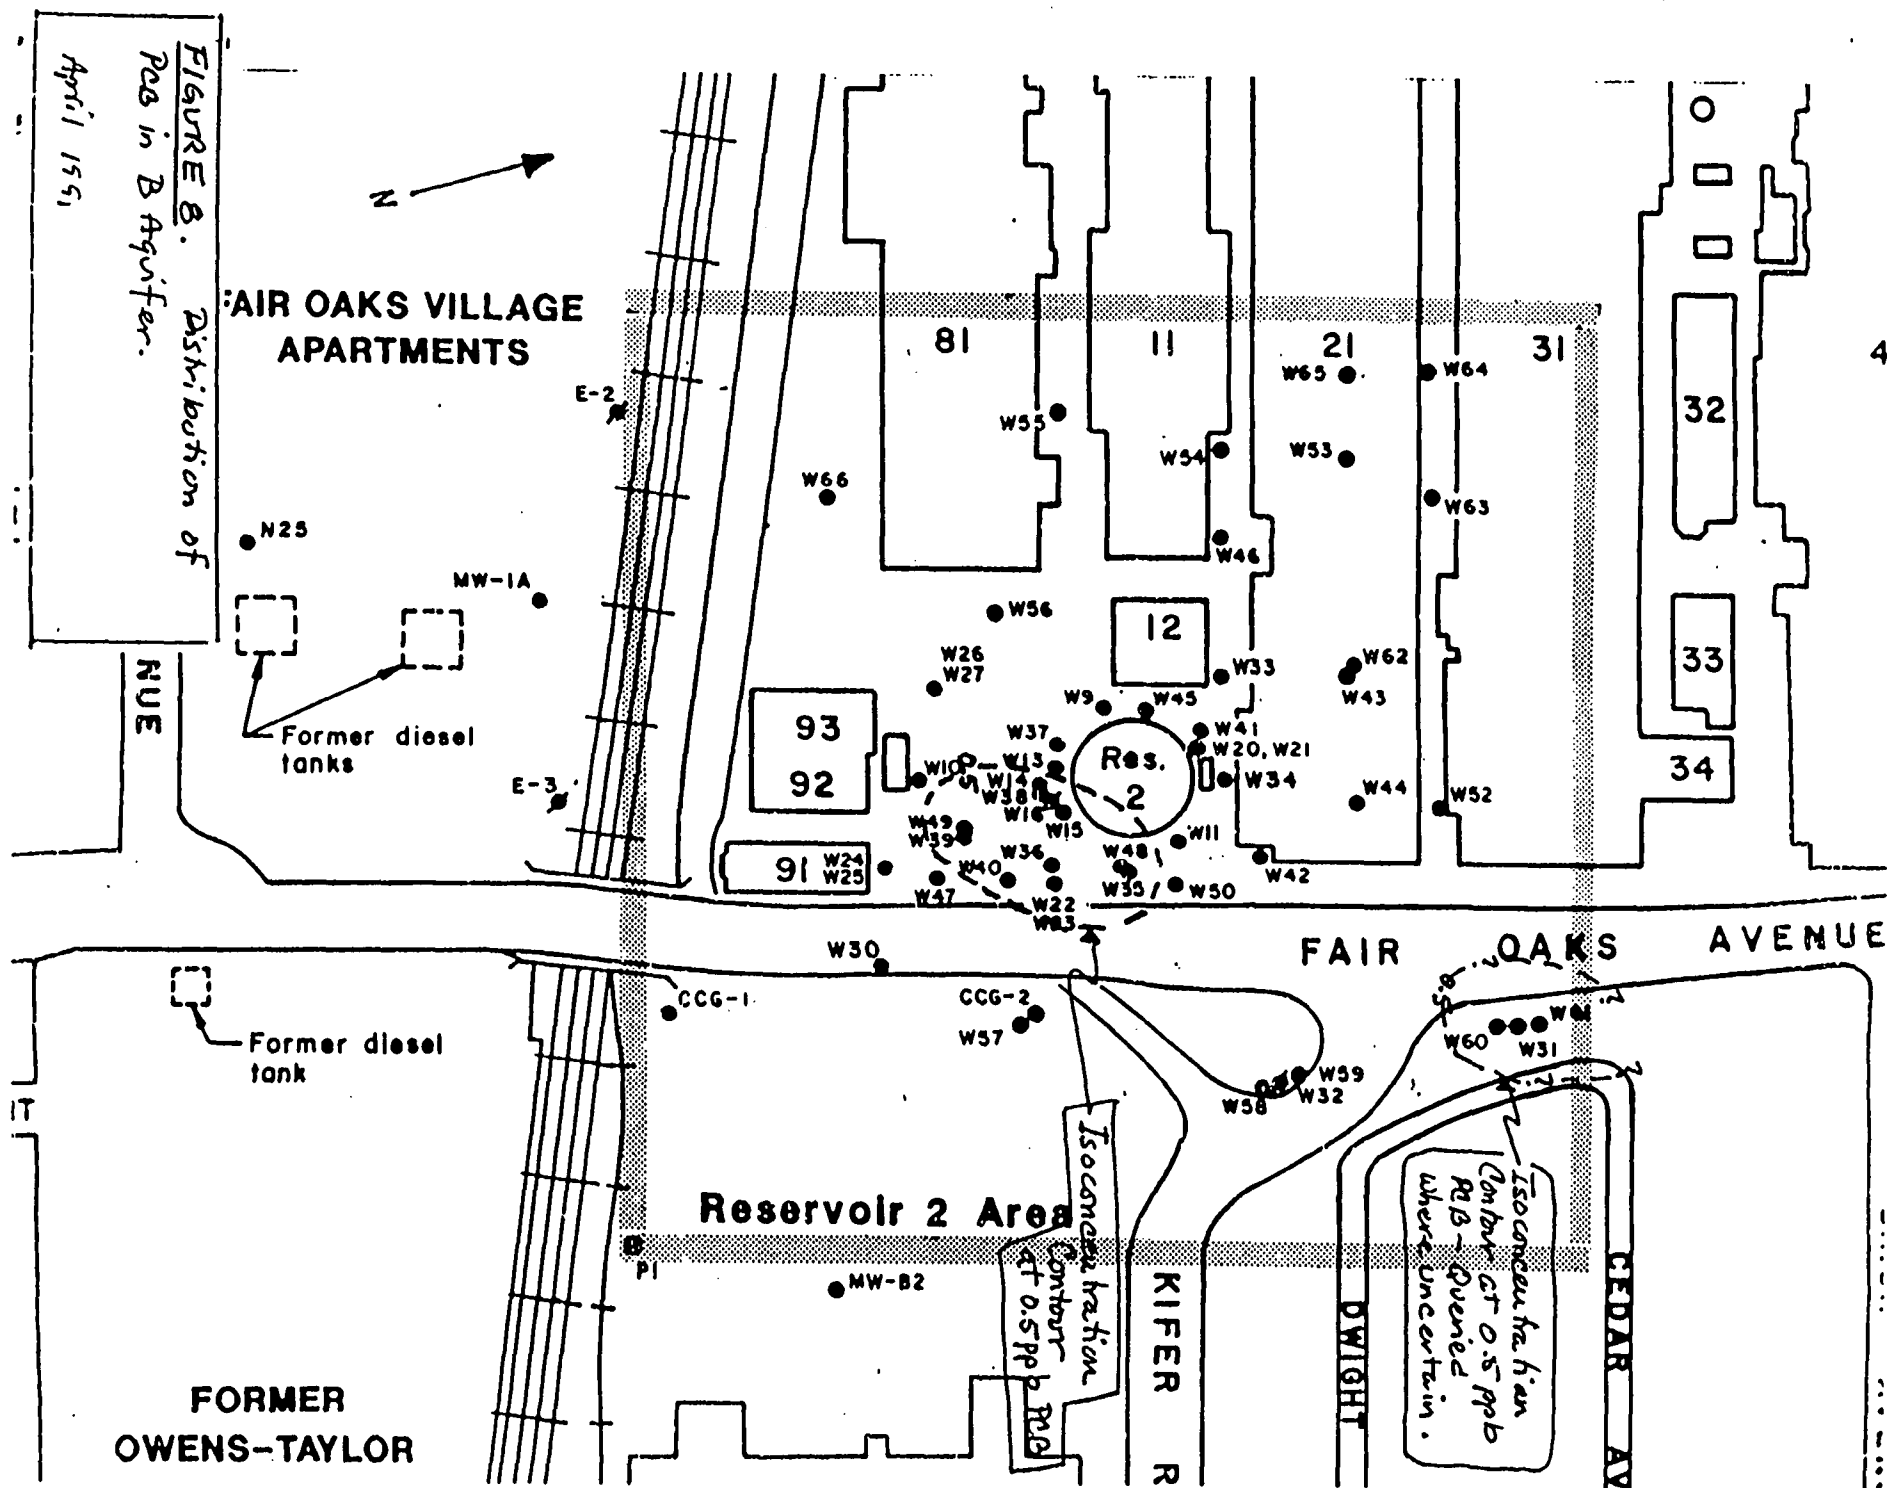 FIGURE 8. Distribution of
PCB in B Aquifer.
April 1991
N
FAIR OAKS VILLAGE
APARTMENTS
81
11
21
31
32
33
34
4
E-2
W55
W65
W64
W54
W53
W66
W63
W46
N25
MW-1A
W56
12
W26
W27
W33
W62
W43
W9
W45
NUE
Former diesel
tanks
93
92
W37
W41
W20, W21
W13
Res.
2
W10
W14
W34
W38
W16
W15
E-3
W44
W52
W49
W39
W11
91
W24
W25
W40
W36
W48
W35
W42
W47
W22
W50
FAIR OAKS AVENUE
W30
CCG-1
CCG-2
W57
0.5
?
?
W60
W31
?
?
Former diesel
tank
W59
W32
W58
IT
Isoconcentration
Contour
at 0.5 ppb PCB
Isoconcentration
Contour at 0.5 ppb
PCB - Queried
where uncertain.
Reservoir 2 Area
P1
MW-B2
KIFER R
DWIGHT
CEDAR AV
FORMER
OWENS-TAYLOR